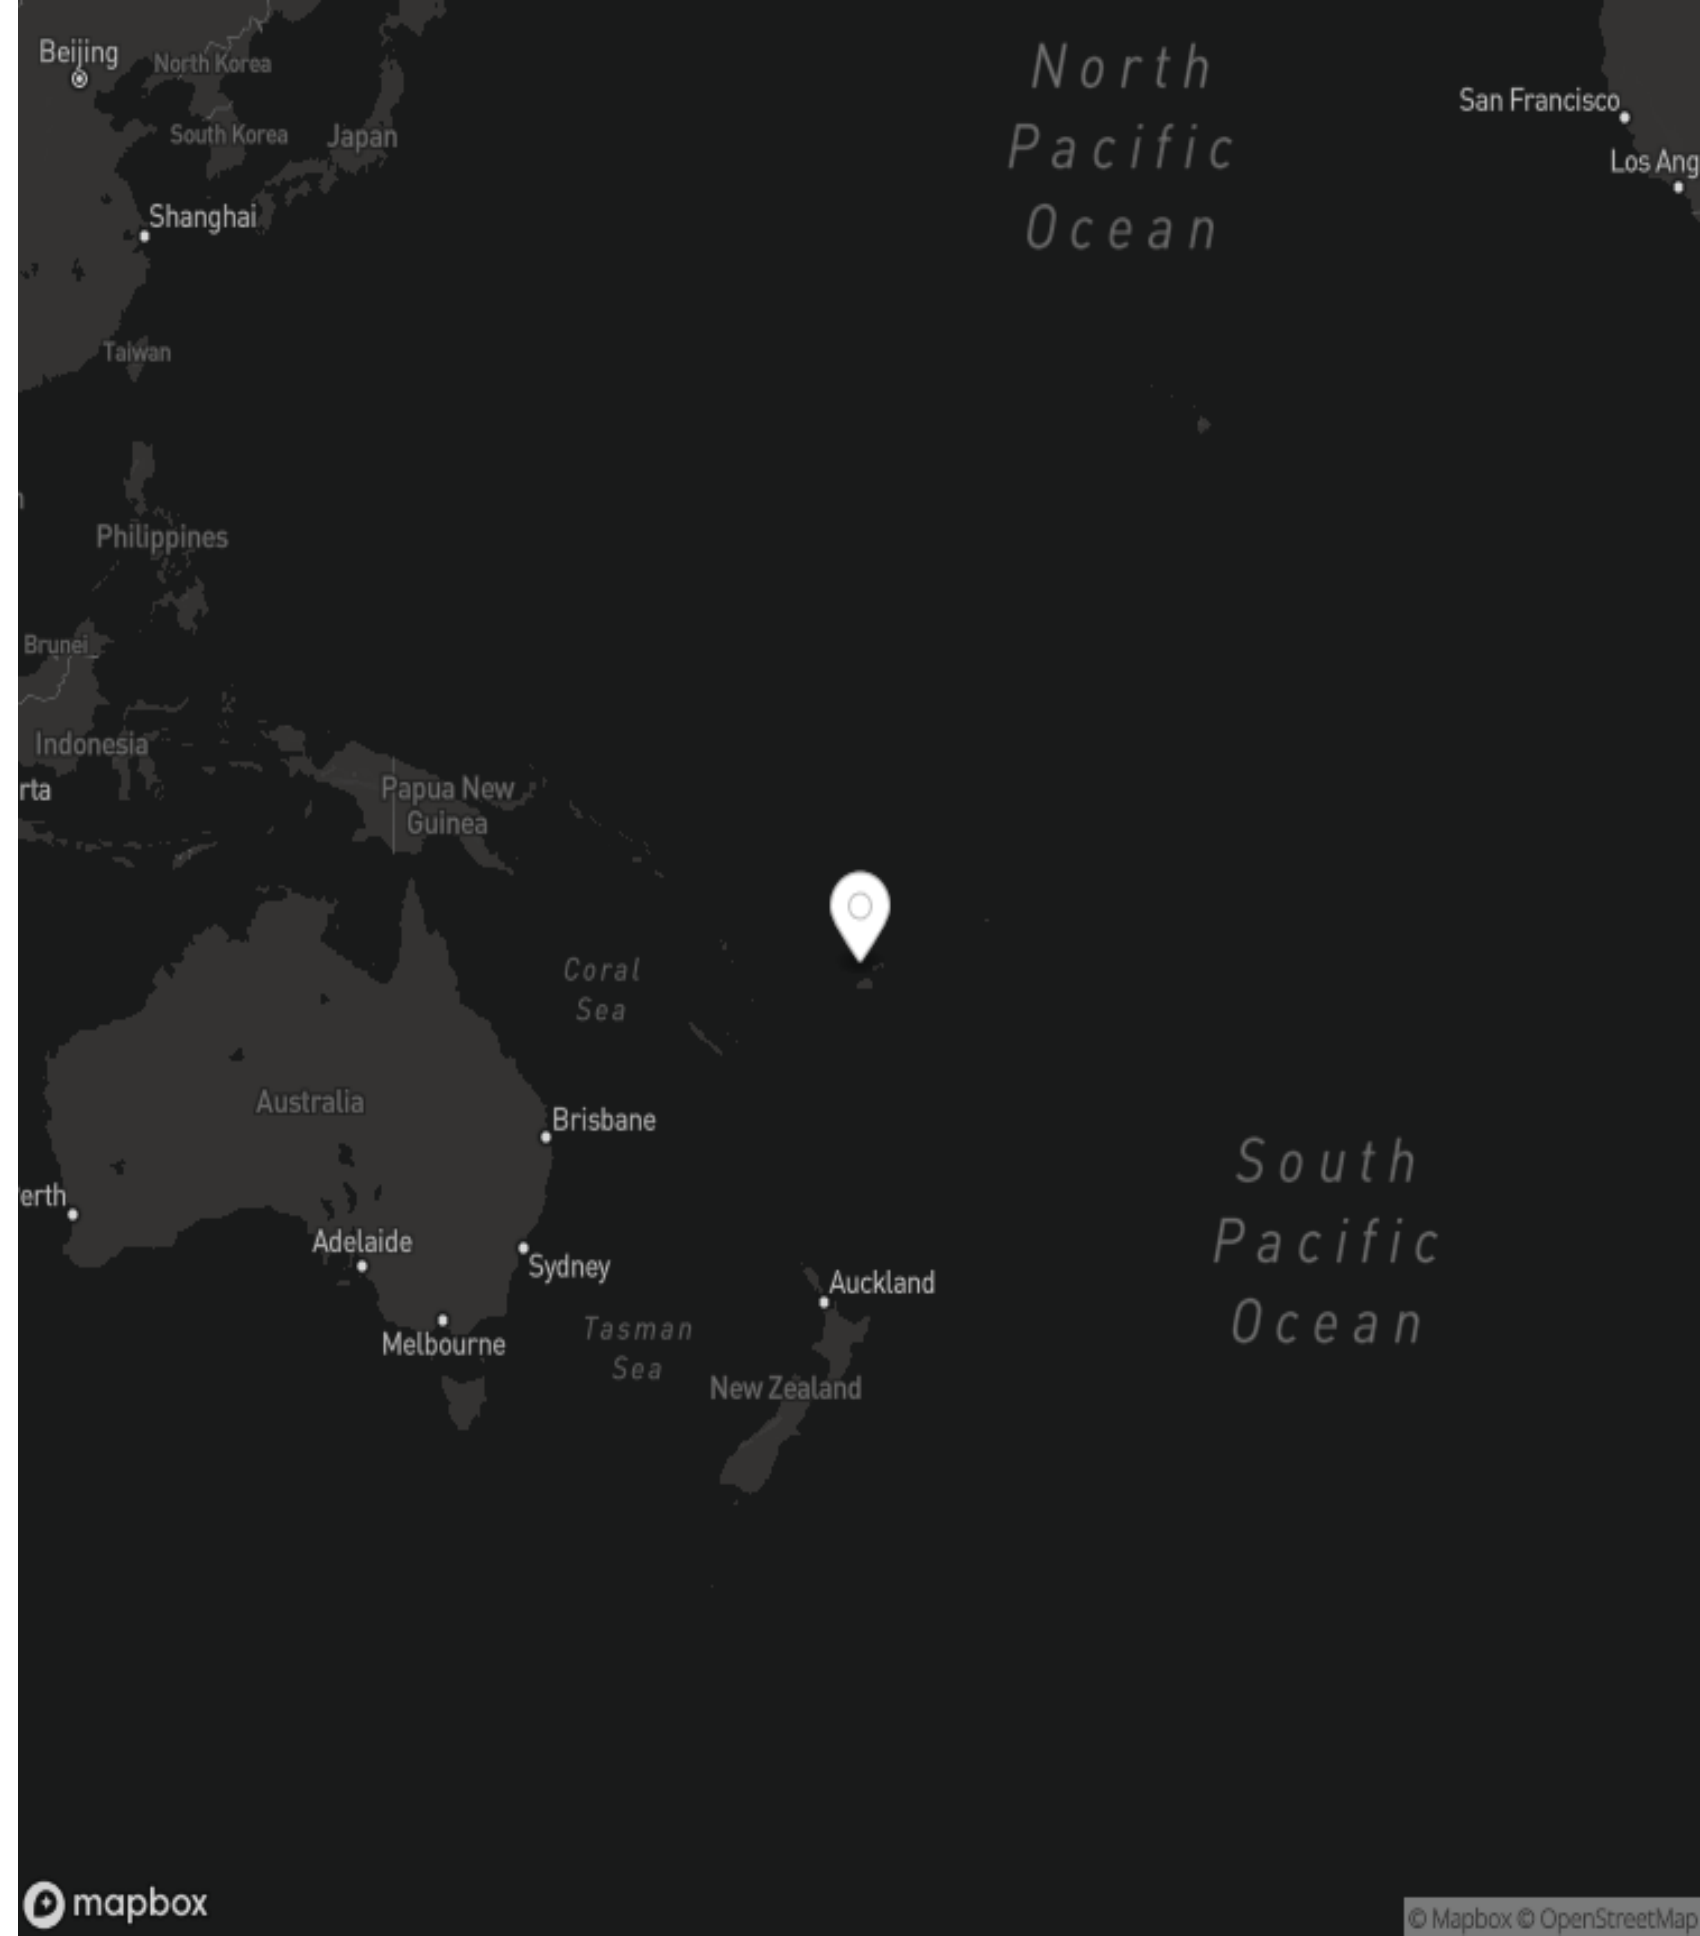 Beijing
North Korea
South Korea
Japan
Shanghai
Taiwan
North
Pacific
Ocean
San Francisco
Los Ang
Philippines
Brunei
Indonesia
rta
Papua New
Guinea
Coral
Sea
Australia
Brisbane
erth
Adelaide
Sydney
Melbourne
Tasman
Sea
Auckland
New Zealand
South
Pacific
Ocean
mapbox
© Mapbox © OpenStreetMap